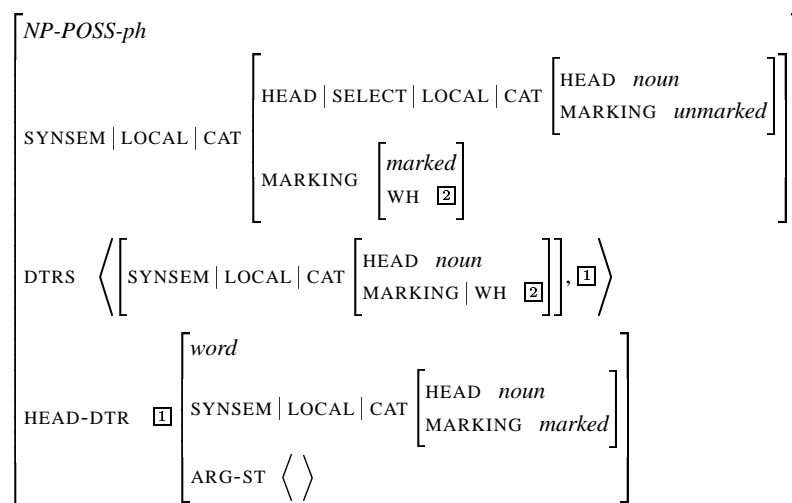 NP-POSS-ph
SYNSEM | LOCAL | CAT
HEAD | SELECT | LOCAL | CAT
HEAD noun
MARKING unmarked
MARKING
marked
WH 2
DTRS ⟨
SYNSEM | LOCAL | CAT
HEAD noun
MARKING | WH 2
, 1 ⟩
HEAD-DTR 1
word
SYNSEM | LOCAL | CAT
HEAD noun
MARKING marked
ARG-ST ⟨ ⟩